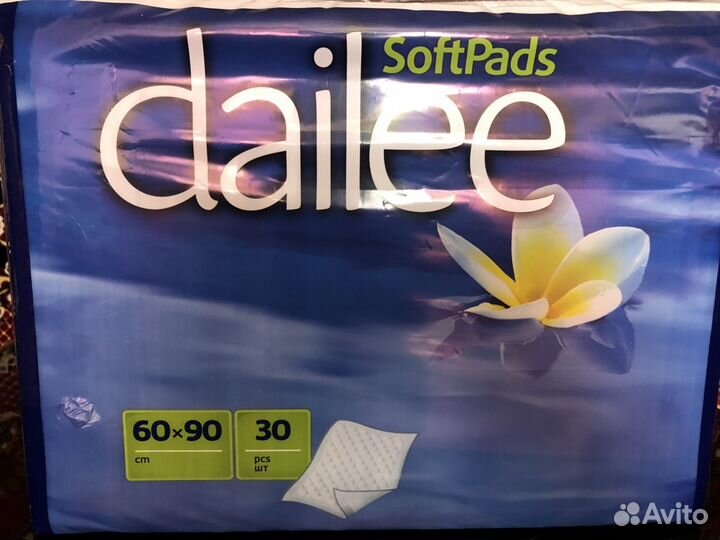 SoftPads
dailee
60×90
cm
30
pcs
шт
Avito